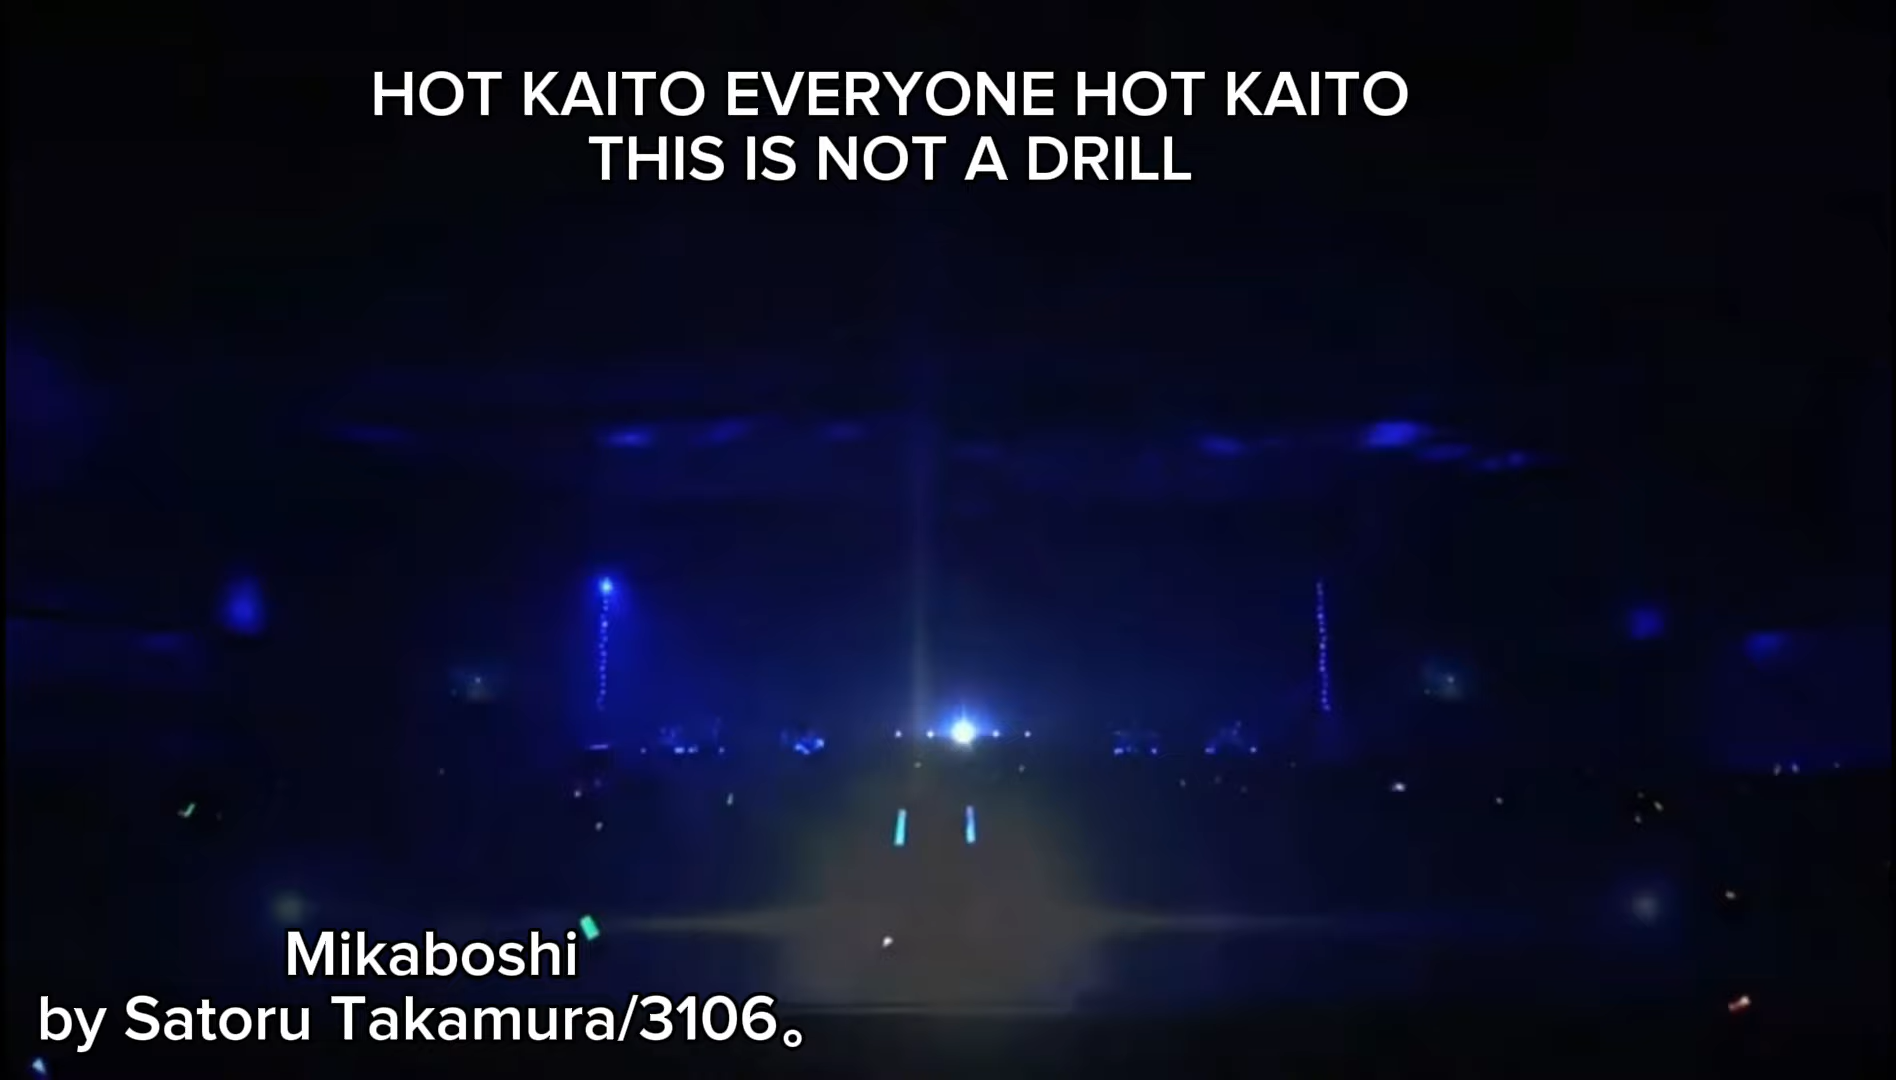 HOT KAITO EVERYONE HOT KAITO
THIS IS NOT A DRILL
Mikaboshi
by Satoru Takamura/3106。